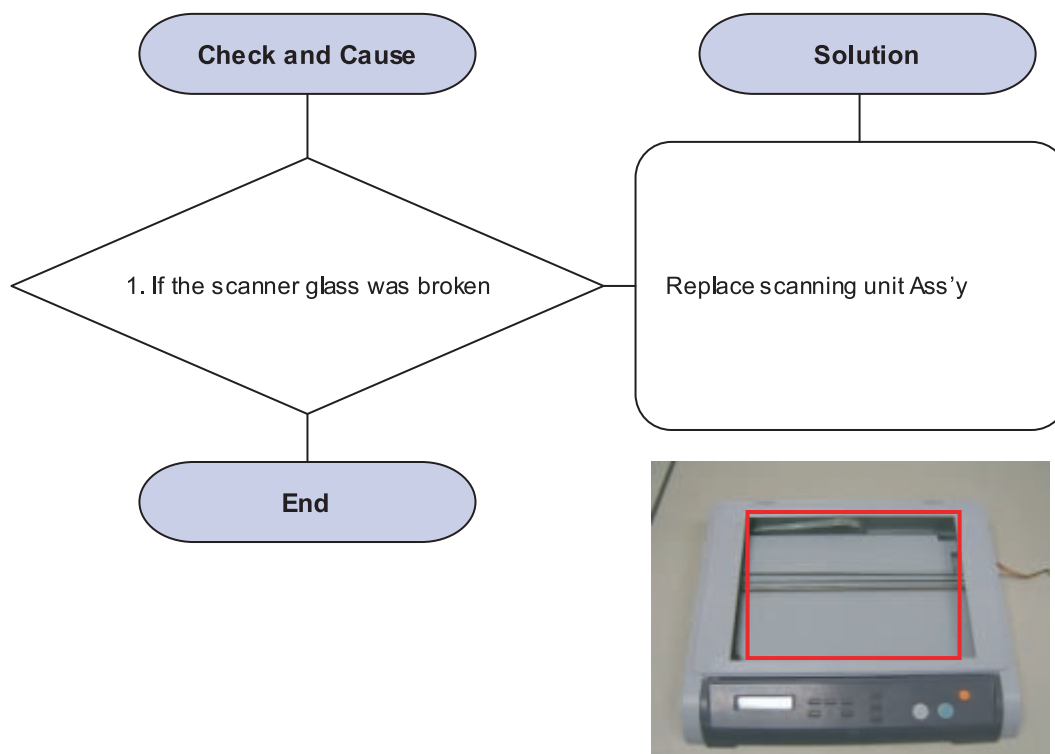 Check and Cause
Solution
1. If the scanner glass was broken
Replace scanning unit Ass’y
End